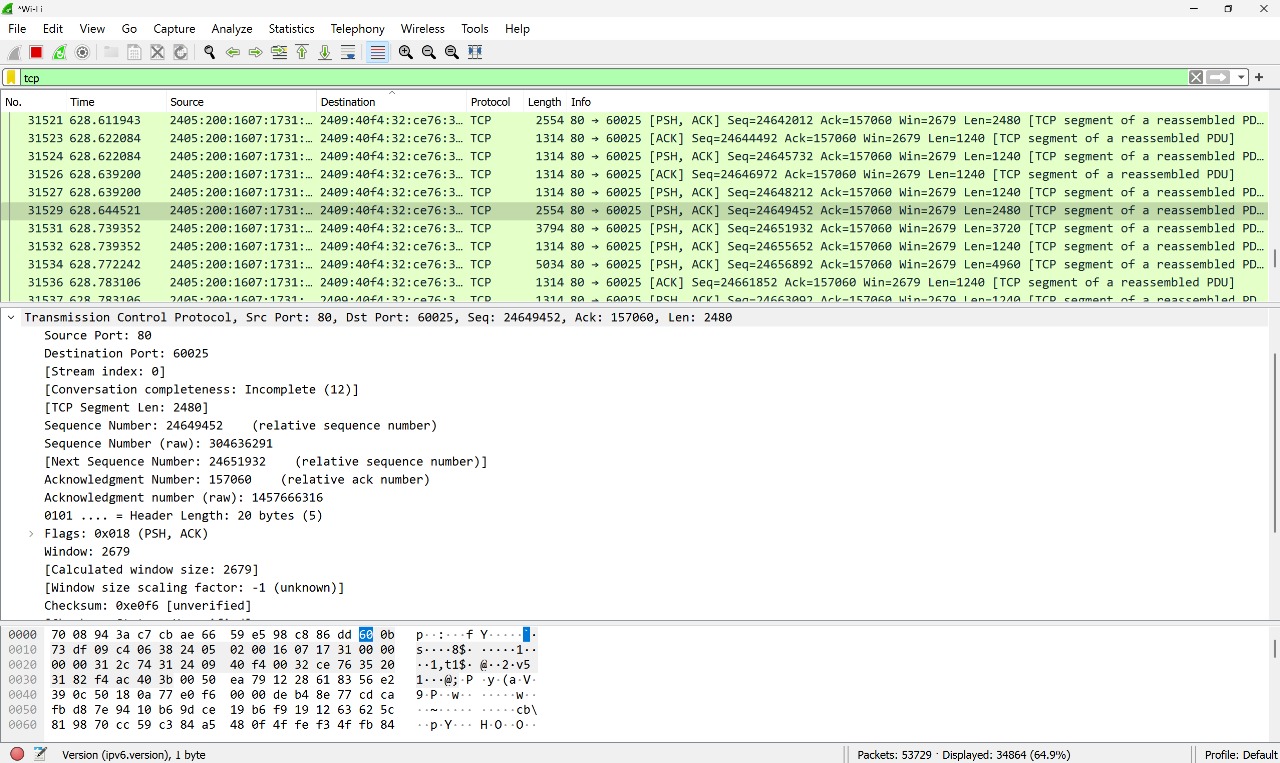 *Wi-Fi
File Edit View Go Capture Analyze Statistics Telephony Wireless Tools Help
tcp
No. Time Source Destination Protocol Length Info
31521 628.611943 2405:200:1607:1731:… 2409:40f4:32:ce76:3… TCP 2554 80 → 60025 [PSH, ACK] Seq=24642012 Ack=157060 Win=2679 Len=2480 [TCP segment of a reassembled PD…
31523 628.622084 2405:200:1607:1731:… 2409:40f4:32:ce76:3… TCP 1314 80 → 60025 [ACK] Seq=24644492 Ack=157060 Win=2679 Len=1240 [TCP segment of a reassembled PDU]
31524 628.622084 2405:200:1607:1731:… 2409:40f4:32:ce76:3… TCP 1314 80 → 60025 [PSH, ACK] Seq=24645732 Ack=157060 Win=2679 Len=1240 [TCP segment of a reassembled PD…
31526 628.639200 2405:200:1607:1731:… 2409:40f4:32:ce76:3… TCP 1314 80 → 60025 [ACK] Seq=24646972 Ack=157060 Win=2679 Len=1240 [TCP segment of a reassembled PDU]
31527 628.639200 2405:200:1607:1731:… 2409:40f4:32:ce76:3… TCP 1314 80 → 60025 [PSH, ACK] Seq=24648212 Ack=157060 Win=2679 Len=1240 [TCP segment of a reassembled PD…
31529 628.644521 2405:200:1607:1731:… 2409:40f4:32:ce76:3… TCP 2554 80 → 60025 [PSH, ACK] Seq=24649452 Ack=157060 Win=2679 Len=2480 [TCP segment of a reassembled PD…
31531 628.739352 2405:200:1607:1731:… 2409:40f4:32:ce76:3… TCP 3794 80 → 60025 [PSH, ACK] Seq=24651932 Ack=157060 Win=2679 Len=3720 [TCP segment of a reassembled PD…
31532 628.739352 2405:200:1607:1731:… 2409:40f4:32:ce76:3… TCP 1314 80 → 60025 [PSH, ACK] Seq=24655652 Ack=157060 Win=2679 Len=1240 [TCP segment of a reassembled PD…
31534 628.772242 2405:200:1607:1731:… 2409:40f4:32:ce76:3… TCP 5034 80 → 60025 [PSH, ACK] Seq=24656892 Ack=157060 Win=2679 Len=4960 [TCP segment of a reassembled PD…
31536 628.783106 2405:200:1607:1731:… 2409:40f4:32:ce76:3… TCP 1314 80 → 60025 [ACK] Seq=24661852 Ack=157060 Win=2679 Len=1240 [TCP segment of a reassembled PDU]
31537 628.783106 2405:200:1607:1731:… 2409:40f4:32:ce76:3… TCP 1314 80 → 60025 [PSH, ACK] Seq=24663092 Ack=157060 Win=2679 Len=1240 [TCP segment of a reassembled PD…
Transmission Control Protocol, Src Port: 80, Dst Port: 60025, Seq: 24649452, Ack: 157060, Len: 2480
Source Port: 80
Destination Port: 60025
[Stream index: 0]
[Conversation completeness: Incomplete (12)]
[TCP Segment Len: 2480]
Sequence Number: 24649452 (relative sequence number)
Sequence Number (raw): 304636291
[Next Sequence Number: 24651932 (relative sequence number)]
Acknowledgment Number: 157060 (relative ack number)
Acknowledgment number (raw): 1457666316
0101 .... = Header Length: 20 bytes (5)
Flags: 0x018 (PSH, ACK)
Window: 2679
[Calculated window size: 2679]
[Window size scaling factor: -1 (unknown)]
Checksum: 0xe0f6 [unverified]
0000 70 08 94 3a c7 cb ae 66 59 e5 98 c8 86 dd 60 0b p··:···f Y·····`·
0010 73 df 09 c4 06 38 24 05 02 00 16 07 17 31 00 00 s····8$· ·····1··
0020 00 00 31 2c 74 31 24 09 40 f4 00 32 ce 76 35 20 ··1,t1$· @··2·v5
0030 31 82 f4 ac 40 3b 00 50 ea 79 12 28 61 83 56 e2 1···@;·P ·y·(a·V·
0040 39 0c 50 18 0a 77 e0 f6 00 00 de b4 8e 77 cd ca 9·P··w·· ·····w··
0050 fb d8 7e 94 10 b6 9d ce 19 b6 f9 19 12 63 62 5c ··~····· ·····cb\
0060 81 98 70 cc 59 c3 84 a5 48 0f 4f fe f3 4f fb 84 ··p·Y··· H·O··O··
Version (ipv6.version), 1 byte Packets: 53729 · Displayed: 34864 (64.9%) Profile: Default